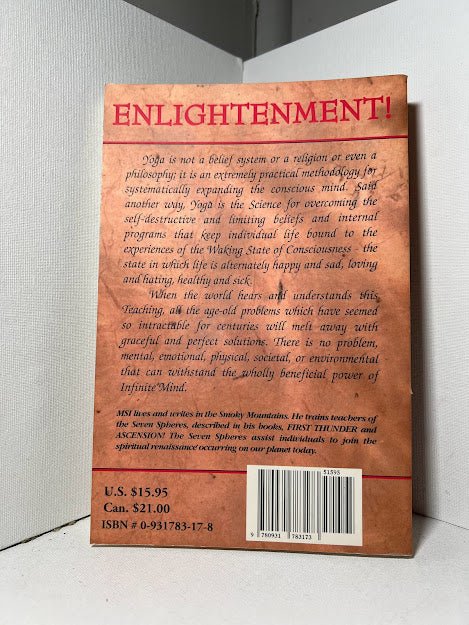 ENLIGHTENMENT!
Yoga is not a belief system or a religion or even a
philosophy; it is an extremely practical methodology for
systematically expanding the conscious mind. Said
another way, Yoga is the Science for overcoming the
self-destructive and limiting beliefs and internal
programs that keep individual life bound to the
experiences of the Waking State of Consciousness - the
state in which life is alternately happy and sad, loving
and hating, healthy and sick.
When the world hears and understands this
Teaching, all the age-old problems which have seemed
so intractable for centuries will melt away with
graceful and perfect solutions. There is no problem,
mental, emotional, physical, societal, or environmental
that can withstand the wholly beneficial power of
Infinite Mind.
MSI lives and writes in the Smoky Mountains. He trains teachers of
the Seven Spheres, described in his books, FIRST THUNDER and
ASCENSION! The Seven Spheres assist individuals to join the
spiritual renaissance occurring on our planet today.
U.S. $15.95
Can. $21.00
ISBN # 0-931783-17-8
51595
9 780931 783173